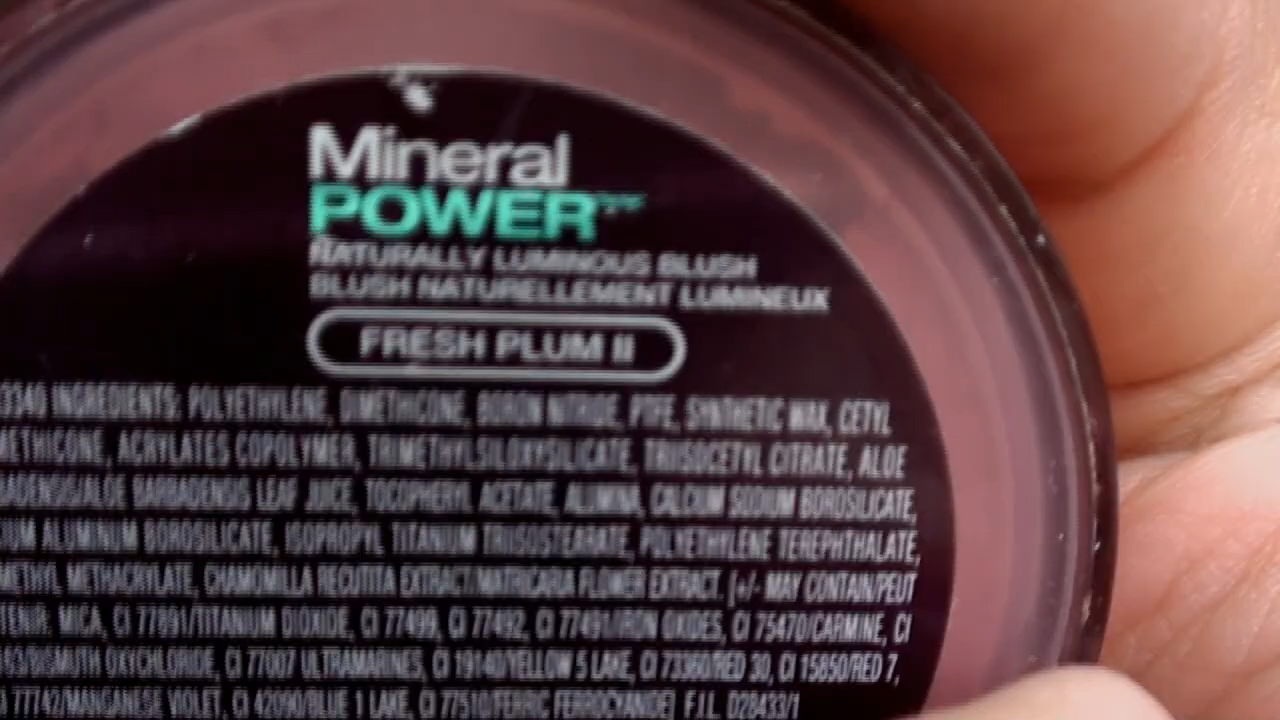 Mineral
POWER
NATURALLY LUMINOUS BLUSH
BLUSH NATURELLEMENT LUMINEUX
FRESH PLUM II
INGREDIENTS: POLYETHYLENE, DIMETHICONE, BORON NITRIDE, PTFE, SYNTHETIC WAX, CETYL
METHICONE, ACRYLATES COPOLYMER, TRIMETHYLSILOXYSILICATE, TRIISOCETYL CITRATE, ALOE
BARBADENSIS LEAF JUICE, TOCOPHERYL ACETATE, ALUMINA, CALCIUM SODIUM BOROSILICATE,
ALUMINUM BOROSILICATE, ISOPROPYL TITANIUM TRIISOSTEARATE, POLYETHYLENE TEREPHTHALATE,
METHYL METHACRYLATE, CHAMOMILLA RECUTITA EXTRACT/MATRICARIA FLOWER EXTRACT. [+/- MAY CONTAIN/PEUT
MICA, CI 77891/TITANIUM DIOXIDE, CI 77499, CI 77492, CI 77491/IRON OXIDES, CI 75470/CARMINE, CI
OXYCHLORIDE, CI 77007 ULTRAMARINES, CI 19140/YELLOW 5 LAKE, CI 73360/RED 30, CI 15850/RED 7,
77742/MANGANESE VIOLET, CI 42090/BLUE 1 LAKE, CI 77510/FERRIC FERROCYANIDE] F.I.L. D28433/1